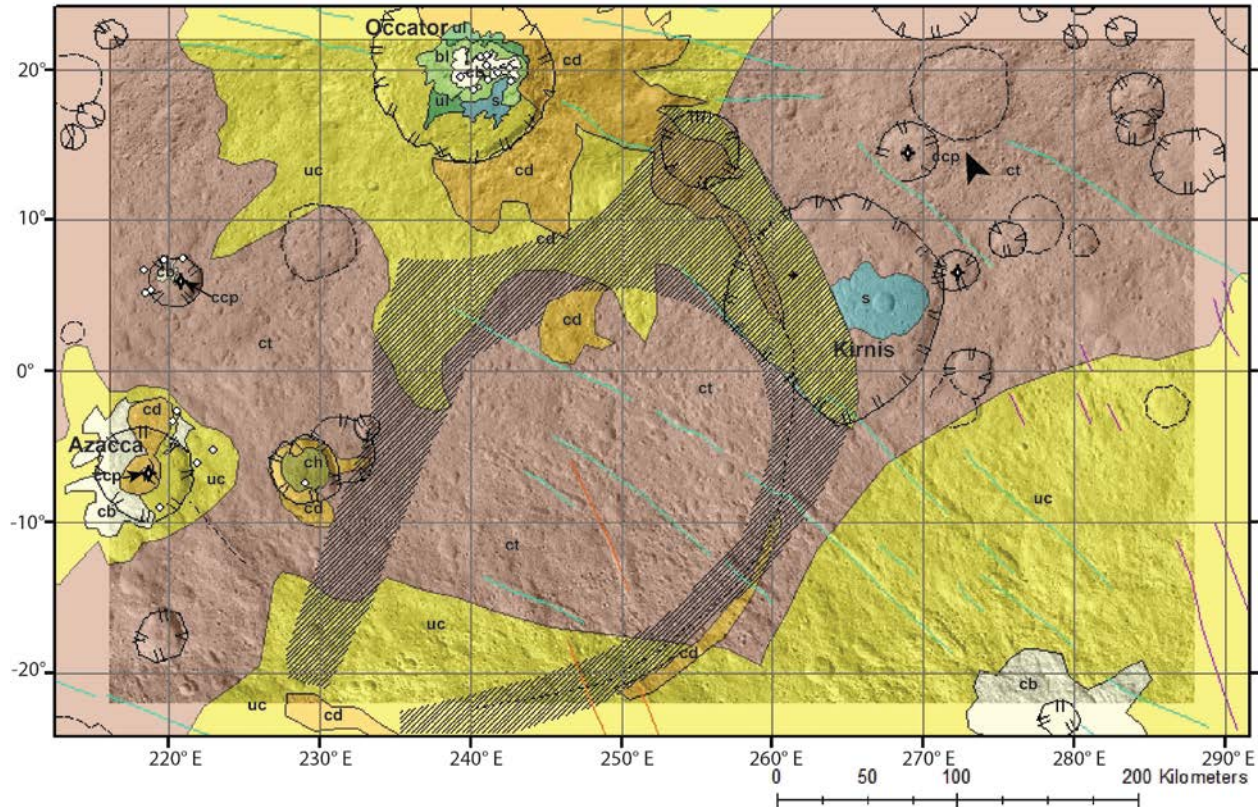 Occator
ul
20°
bl
cb
cd
ul
s
ccp
ct
uc
cd
10°
cd
cb
ccp
s
cd
ct
Kirnis
0°
ct
cd
Azacca
ch
ccp
uc
cd
uc
cb
-10°
ct
uc
cd
-20°
cb
uc
cd
220° E
230° E
240° E
250° E
260° E
270° E
280° E
290° E
0
50
100
200 Kilometers